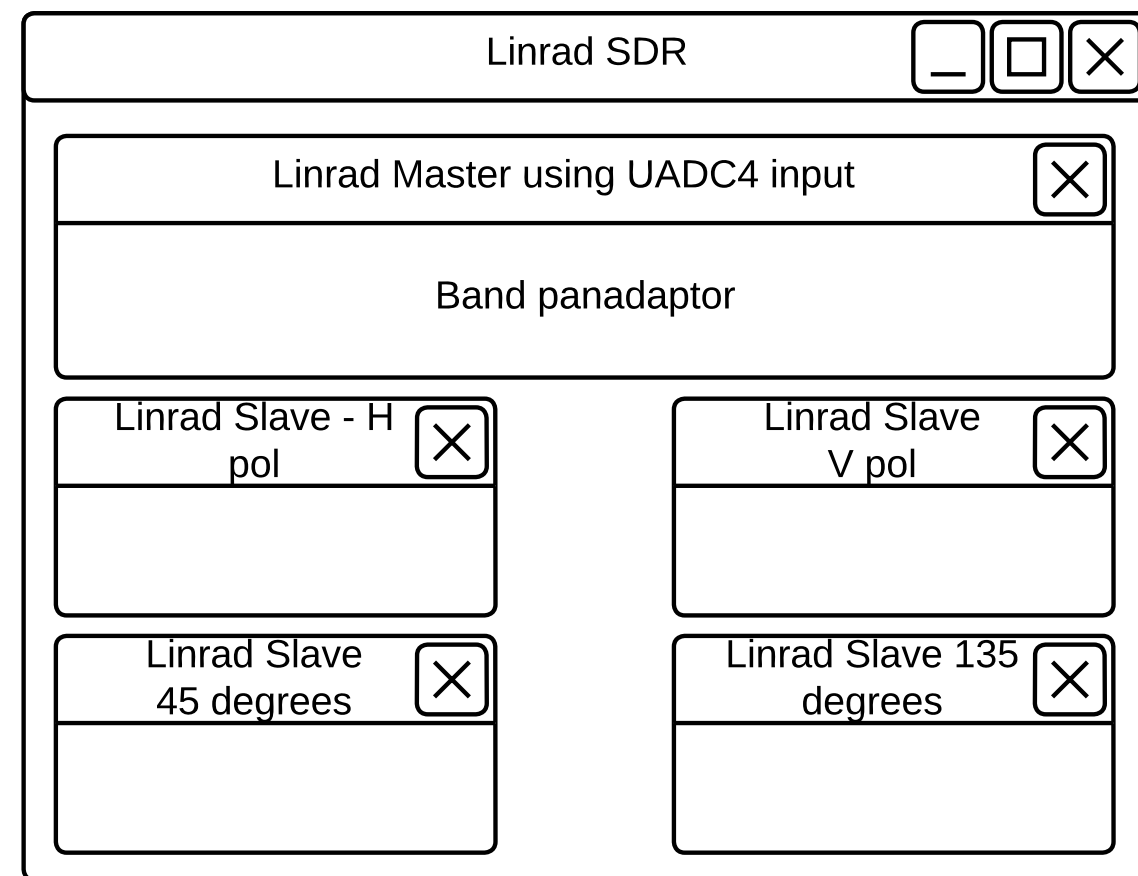 Linrad SDR
Linrad Master using UADC4 input
Band panadaptor
Linrad Slave - H
pol
Linrad Slave
V pol
Linrad Slave
45 degrees
Linrad Slave 135
degrees